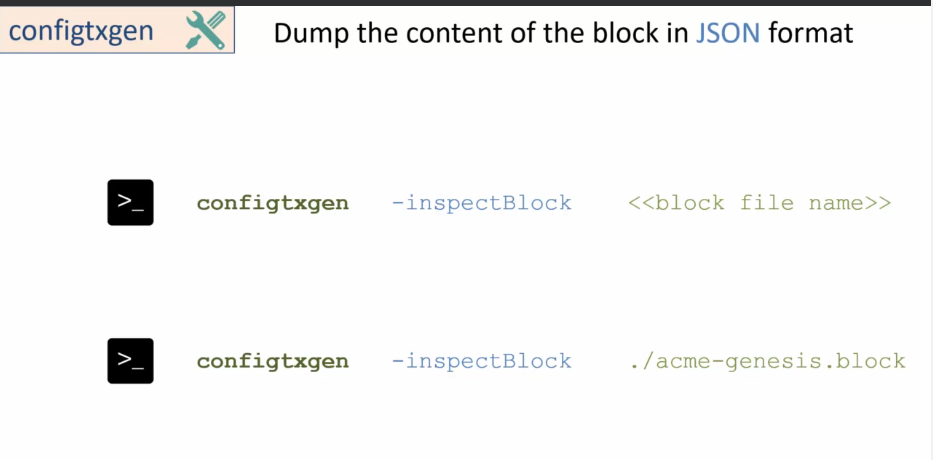 configtxgen Dump the content of the block in JSON format
>_ configtxgen -inspectBlock <<block file name>>
>_ configtxgen -inspectBlock ./acme-genesis.block